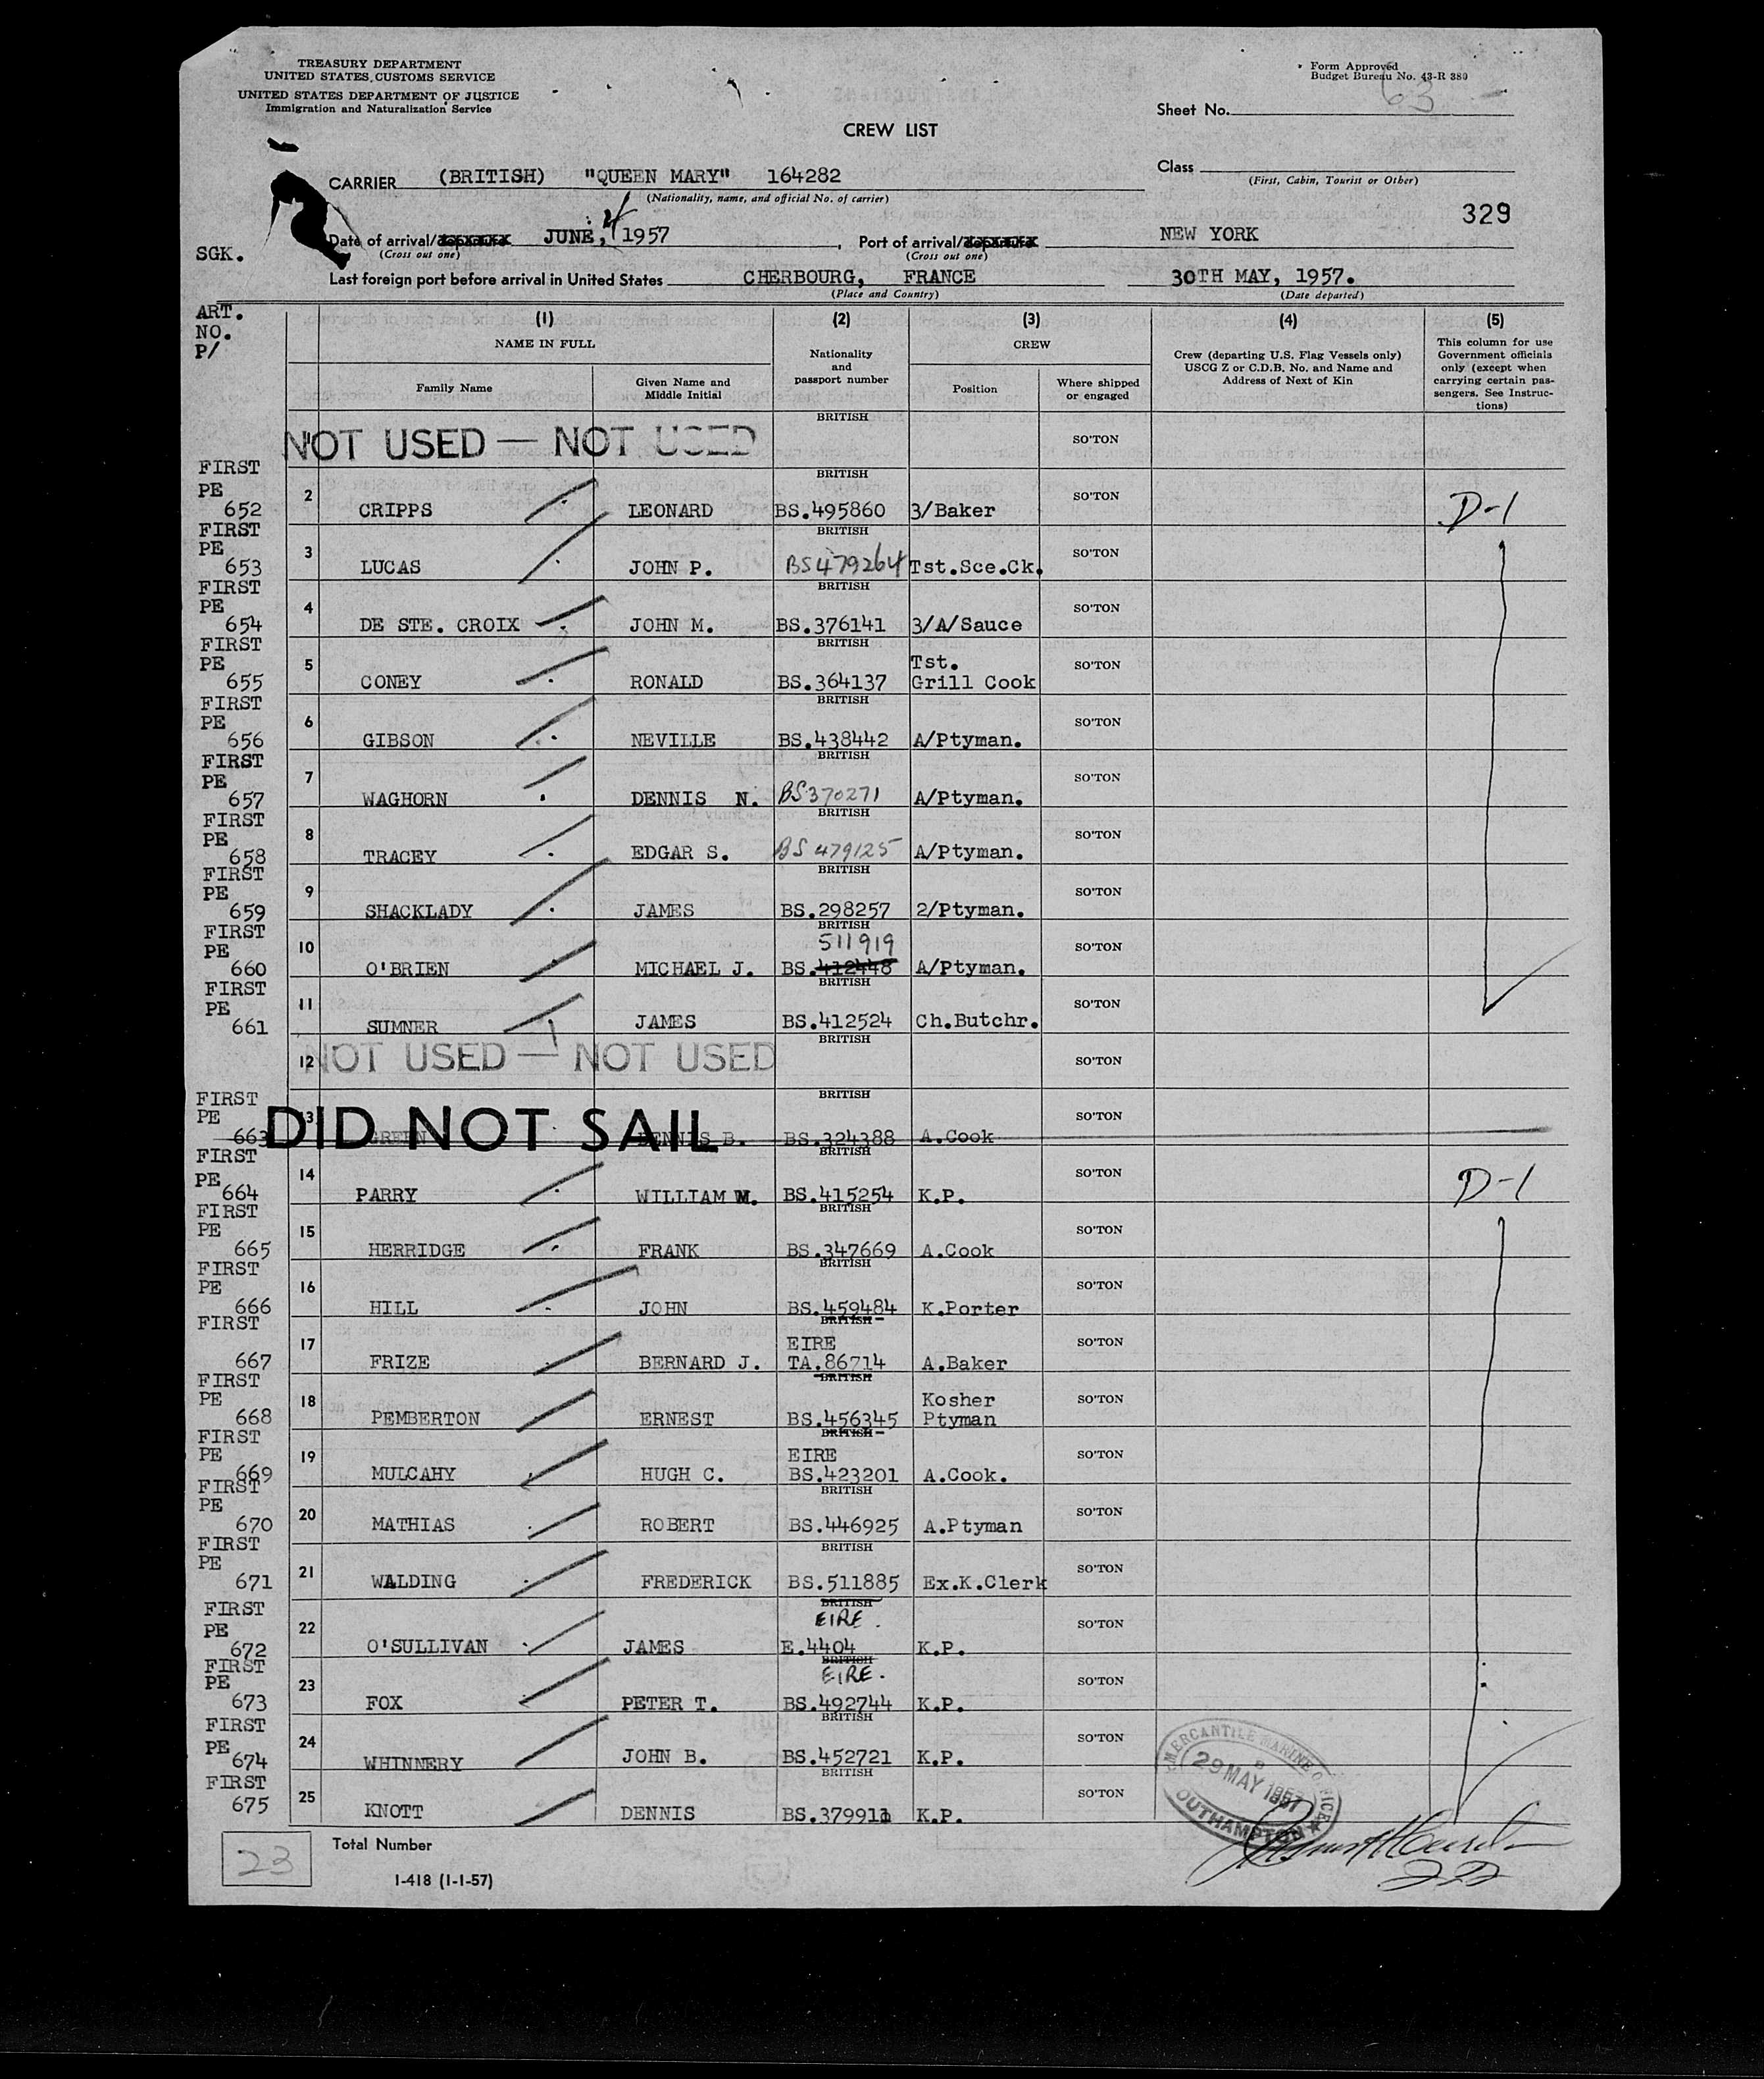 TREASURY DEPARTMENT
UNITED STATES CUSTOMS SERVICE
UNITED STATES DEPARTMENT OF JUSTICE
Immigration and Naturalization Service
Form Approved
Budget Bureau No. 43-R 380
Sheet No. 63
CREW LIST
Class
(First, Cabin, Tourist or Other)
CARRIER (BRITISH) "QUEEN MARY" 164282
(Nationality, name, and official No. of carrier)
329
SGK.
Date of arrival/departure JUNE, 4 1957, Port of arrival/departure NEW YORK
(Cross out one) (Cross out one)
Last foreign port before arrival in United States CHERBOURG, FRANCE 30TH MAY, 1957.
(Place and Country) (Date departed)
ART. NO. P/
(1) (2) (3) (4) (5)
NAME IN FULL
Family Name
Given Name and Middle Initial
Nationality and passport number
CREW
Position
Where shipped or engaged
Crew (departing U.S. Flag Vessels only) USCG Z or C.D.B. No. and Name and Address of Next of Kin
This column for use Government officials only (except when carrying certain passengers. See Instructions)
NOT USED — NOT USED BRITISH SO'TON
FIRST PE 652 2 CRIPPS LEONARD BRITISH BS.495860 3/Baker SO'TON D-1
FIRST PE 653 3 LUCAS JOHN P. BRITISH BS479264 Tst.Sce.Ck. SO'TON
FIRST PE 654 4 DE STE. CROIX JOHN M. BRITISH BS.376141 3/A/Sauce SO'TON
FIRST PE 655 5 CONEY RONALD BRITISH BS.364137 Tst. Grill Cook SO'TON
FIRST PE 656 6 GIBSON NEVILLE BRITISH BS.438442 A/Ptyman. SO'TON
FIRST PE 657 7 WAGHORN DENNIS N. BRITISH BS370271 A/Ptyman. SO'TON
FIRST PE 658 8 TRACEY EDGAR S. BRITISH BS 479125 A/Ptyman. SO'TON
FIRST PE 659 9 SHACKLADY JAMES BRITISH BS.298257 2/Ptyman. SO'TON
FIRST PE 660 10 O'BRIEN MICHAEL J. BRITISH 511919 BS.412448 A/Ptyman. SO'TON
FIRST PE 661 11 SUMNER JAMES BRITISH BS.412524 Ch.Butchr. SO'TON
12 NOT USED — NOT USED BRITISH SO'TON
FIRST PE 663 13 GREEN DENNIS B. BRITISH BS.324388 A.Cook SO'TON
DID NOT SAIL
FIRST PE 664 14 PARRY WILLIAM M. BRITISH BS.415254 K.P. SO'TON D-1
FIRST PE 665 15 HERRIDGE FRANK BRITISH BS.347669 A.Cook SO'TON
FIRST PE 666 16 HILL JOHN BRITISH BS.459484 K.Porter SO'TON
FIRST 667 17 FRIZE BERNARD J. BRITISH EIRE TA.86714 A.Baker SO'TON
FIRST PE 668 18 PEMBERTON ERNEST BRITISH BS.456345 Kosher Ptyman SO'TON
FIRST PE 669 19 MULCAHY HUGH C. BRITISH EIRE BS.423201 A.Cook. SO'TON
FIRST PE 670 20 MATHIAS ROBERT BRITISH BS.446925 A.Ptyman SO'TON
FIRST PE 671 21 WALDING FREDERICK BRITISH BS.511885 Ex.K.Clerk SO'TON
FIRST PE 672 22 O'SULLIVAN JAMES BRITISH EIRE. E.4404 K.P. SO'TON
FIRST PE 673 23 FOX PETER T. BRITISH EIRE. BS.492744 K.P. SO'TON
FIRST PE 674 24 WHINNERY JOHN B. BRITISH BS.452721 K.P. SO'TON
FIRST 675 25 KNOTT DENNIS BRITISH BS.379911 K.P. SO'TON
MERCANTILE MARINE OFFICE
29 MAY 1957
SOUTHAMPTON
23 Total Number
I-418 (1-1-57)